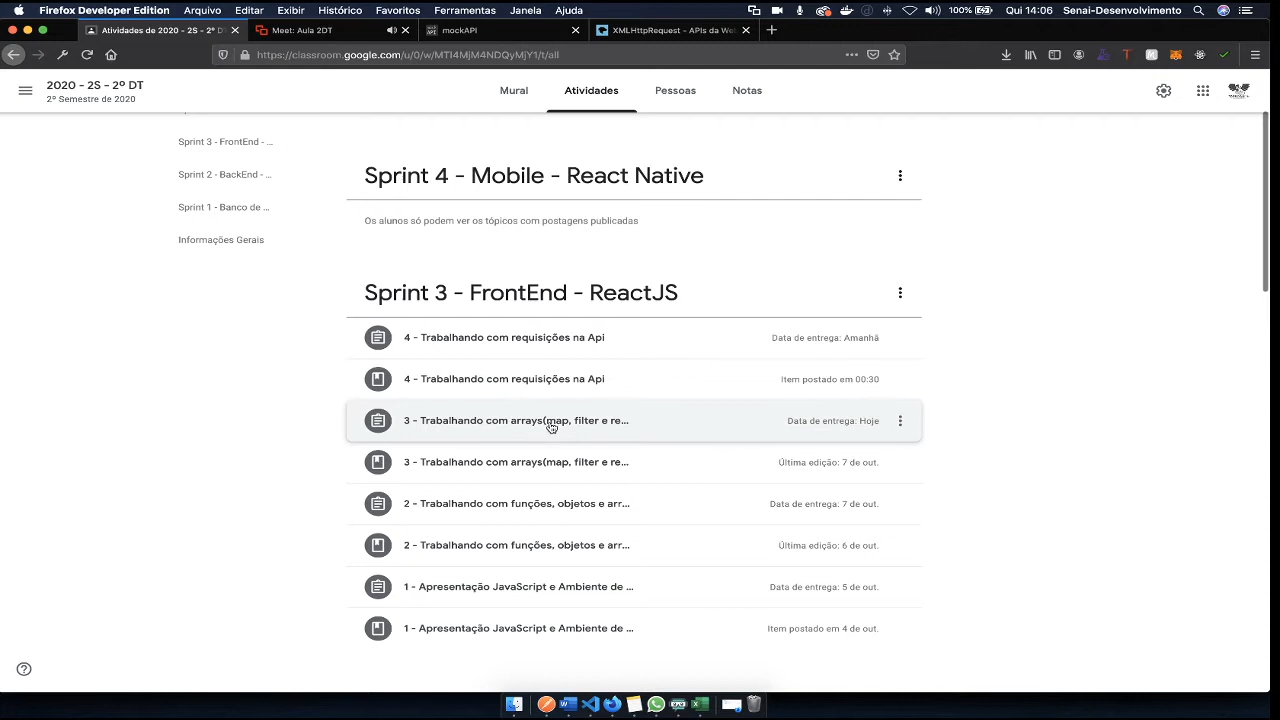 Firefox Developer Edition Arquivo Editar Exibir Histórico Favoritos Ferramentas Janela Ajuda 100% Qui 14:06 Senai-Desenvolvimento
Atividades de 2020 - 2S - 2º D Meet: Aula 2DT mockAPI XMLHttpRequest - APIs da Web
https://classroom.google.com/u/0/w/MTI4MjM4NDQyMjY1/t/all
2020 - 2S - 2º DT
2º Semestre de 2020
Mural Atividades Pessoas Notas
Sprint 3 - FrontEnd - ...
Sprint 2 - BackEnd - ...
Sprint 1 - Banco de ...
Informações Gerais
Sprint 4 - Mobile - React Native
Os alunos só podem ver os tópicos com postagens publicadas
Sprint 3 - FrontEnd - ReactJS
4 - Trabalhando com requisições na Api Data de entrega: Amanhã
4 - Trabalhando com requisições na Api Item postado em 00:30
3 - Trabalhando com arrays(map, filter e re... Data de entrega: Hoje
3 - Trabalhando com arrays(map, filter e re... Última edição: 7 de out.
2 - Trabalhando com funções, objetos e arr... Data de entrega: 7 de out.
2 - Trabalhando com funções, objetos e arr... Última edição: 6 de out.
1 - Apresentação JavaScript e Ambiente de ... Data de entrega: 5 de out.
1 - Apresentação JavaScript e Ambiente de ... Item postado em 4 de out.